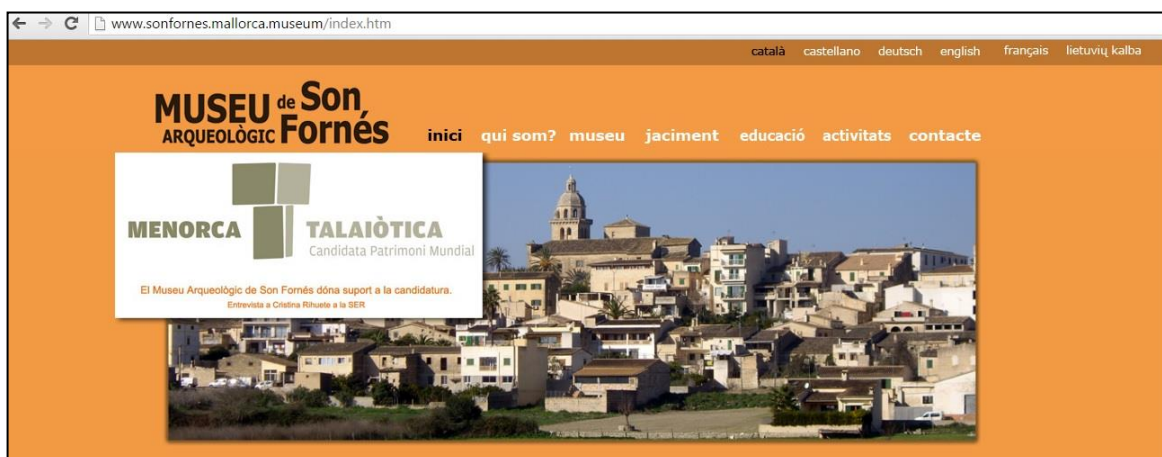 www.sonfornes.mallorca.museum/index.htm
català castellano deutsch english français lietuvių kalba
MUSEU de Son
ARQUEOLÒGIC Fornés
inici qui som? museu jaciment educació activitats contacte
MENORCA TALAIÒTICA
Candidata Patrimoni Mundial
El Museu Arqueològic de Son Fornés dóna suport a la candidatura.
Entrevista a Cristina Rihuete a la SER